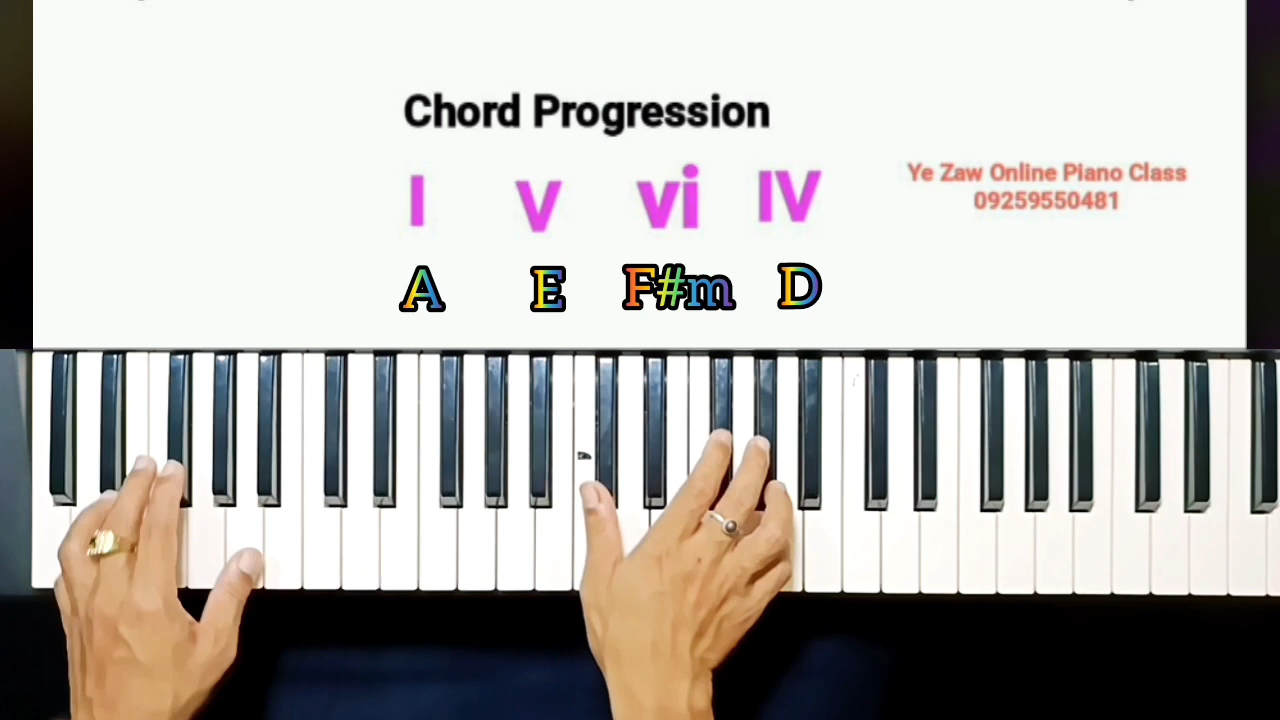 Chord Progression
I V vi IV
Ye Zaw Online Piano Class
09259550481
A E F#m D